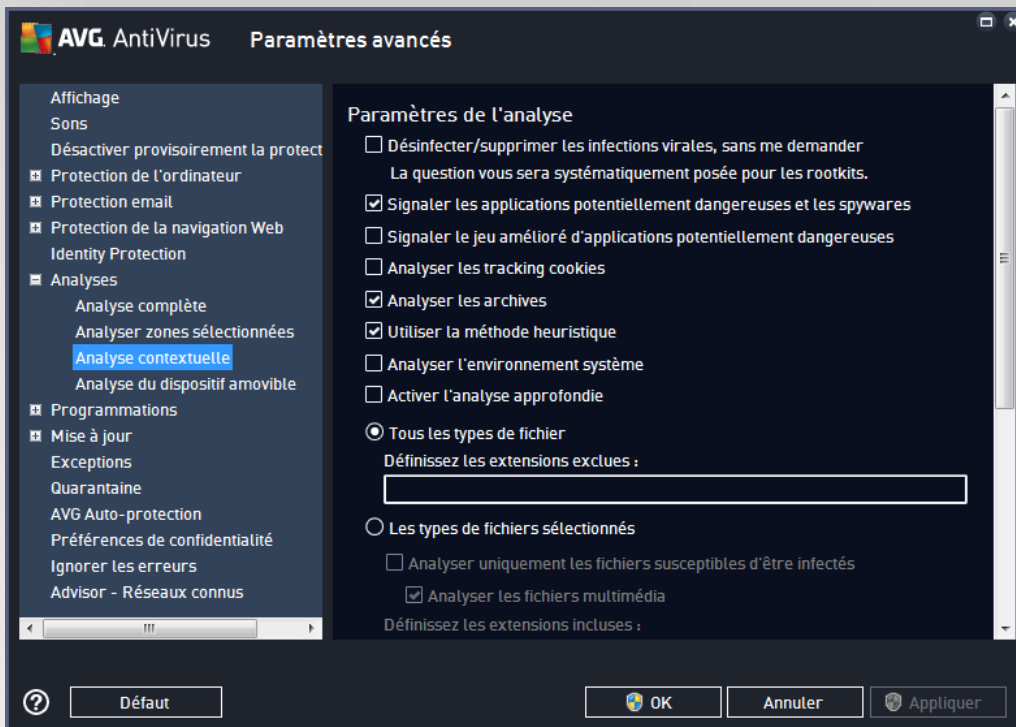 AVG. AntiVirus
Paramètres avancés
Affichage
Sons
Désactiver provisoirement la protect
Protection de l'ordinateur
Protection email
Protection de la navigation Web
Identity Protection
Analyses
Analyse complète
Analyser zones sélectionnées
Analyse contextuelle
Analyse du dispositif amovible
Programmations
Mise à jour
Exceptions
Quarantaine
AVG Auto-protection
Préférences de confidentialité
Ignorer les erreurs
Advisor - Réseaux connus
Paramètres de l'analyse
Désinfecter/supprimer les infections virales, sans me demander
La question vous sera systématiquement posée pour les rootkits.
Signaler les applications potentiellement dangereuses et les spywares
Signaler le jeu amélioré d'applications potentiellement dangereuses
Analyser les tracking cookies
Analyser les archives
Utiliser la méthode heuristique
Analyser l'environnement système
Activer l'analyse approfondie
Tous les types de fichier
Définissez les extensions exclues :
Les types de fichiers sélectionnés
Analyser uniquement les fichiers susceptibles d'être infectés
Analyser les fichiers multimédia
Définissez les extensions incluses :
?
Défaut
OK
Annuler
Appliquer